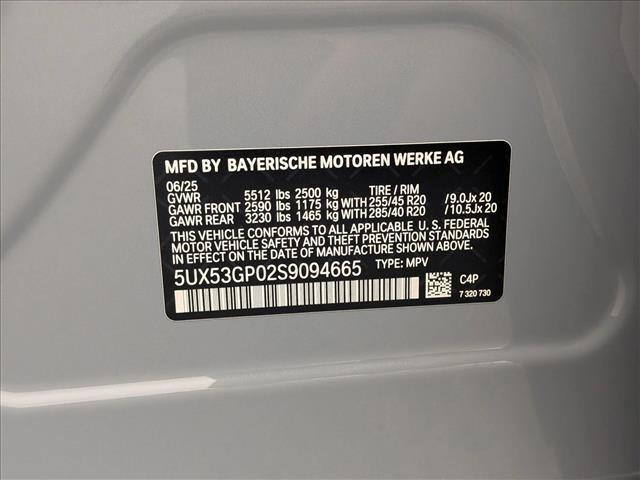 MFD BY BAYERISCHE MOTOREN WERKE AG
06/25
GVWR 5512 lbs 2500 kg TIRE / RIM
GAWR FRONT 2590 lbs 1175 kg WITH 255/45 R20 /9.0Jx 20
GAWR REAR 3230 lbs 1465 kg WITH 285/40 R20 /10.5Jx 20
THIS VEHICLE CONFORMS TO ALL APPLICABLE U. S. FEDERAL
MOTOR VEHICLE SAFETY STANDARDS IN EFFECT ON THE
DATE OF MANUFACTURE SHOWN ABOVE.
5UX53GP02S9094665 TYPE: MPV
C4P
7 320 730